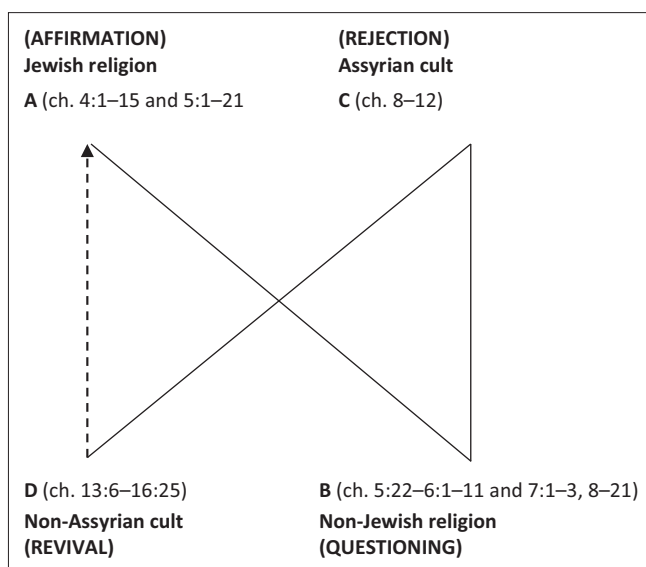 (AFFIRMATION)
Jewish religion
A (ch. 4:1–15 and 5:1–21
(REJECTION)
Assyrian cult
C (ch. 8–12)
D (ch. 13:6–16:25)
Non-Assyrian cult
(REVIVAL)
B (ch. 5:22–6:1–11 and 7:1–3, 8–21)
Non-Jewish religion
(QUESTIONING)